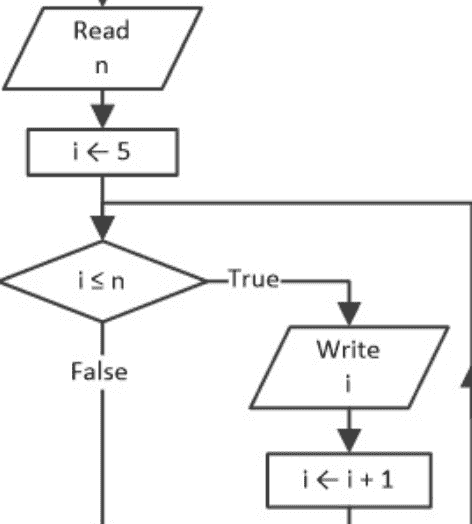 Read
n
i ← 5
i ≤ n
True
False
Write
i
i ← i + 1